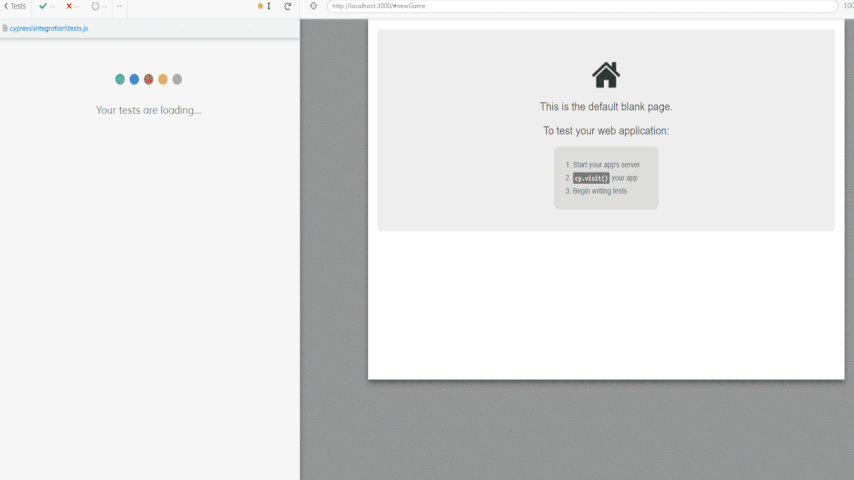 Tests
http://localhost:3000/#newGame
100
cypress\integration\tests.js
Your tests are loading...
This is the default blank page.
To test your web application:
1. Start your app's server
2. cy.visit() your app
3. Begin writing tests